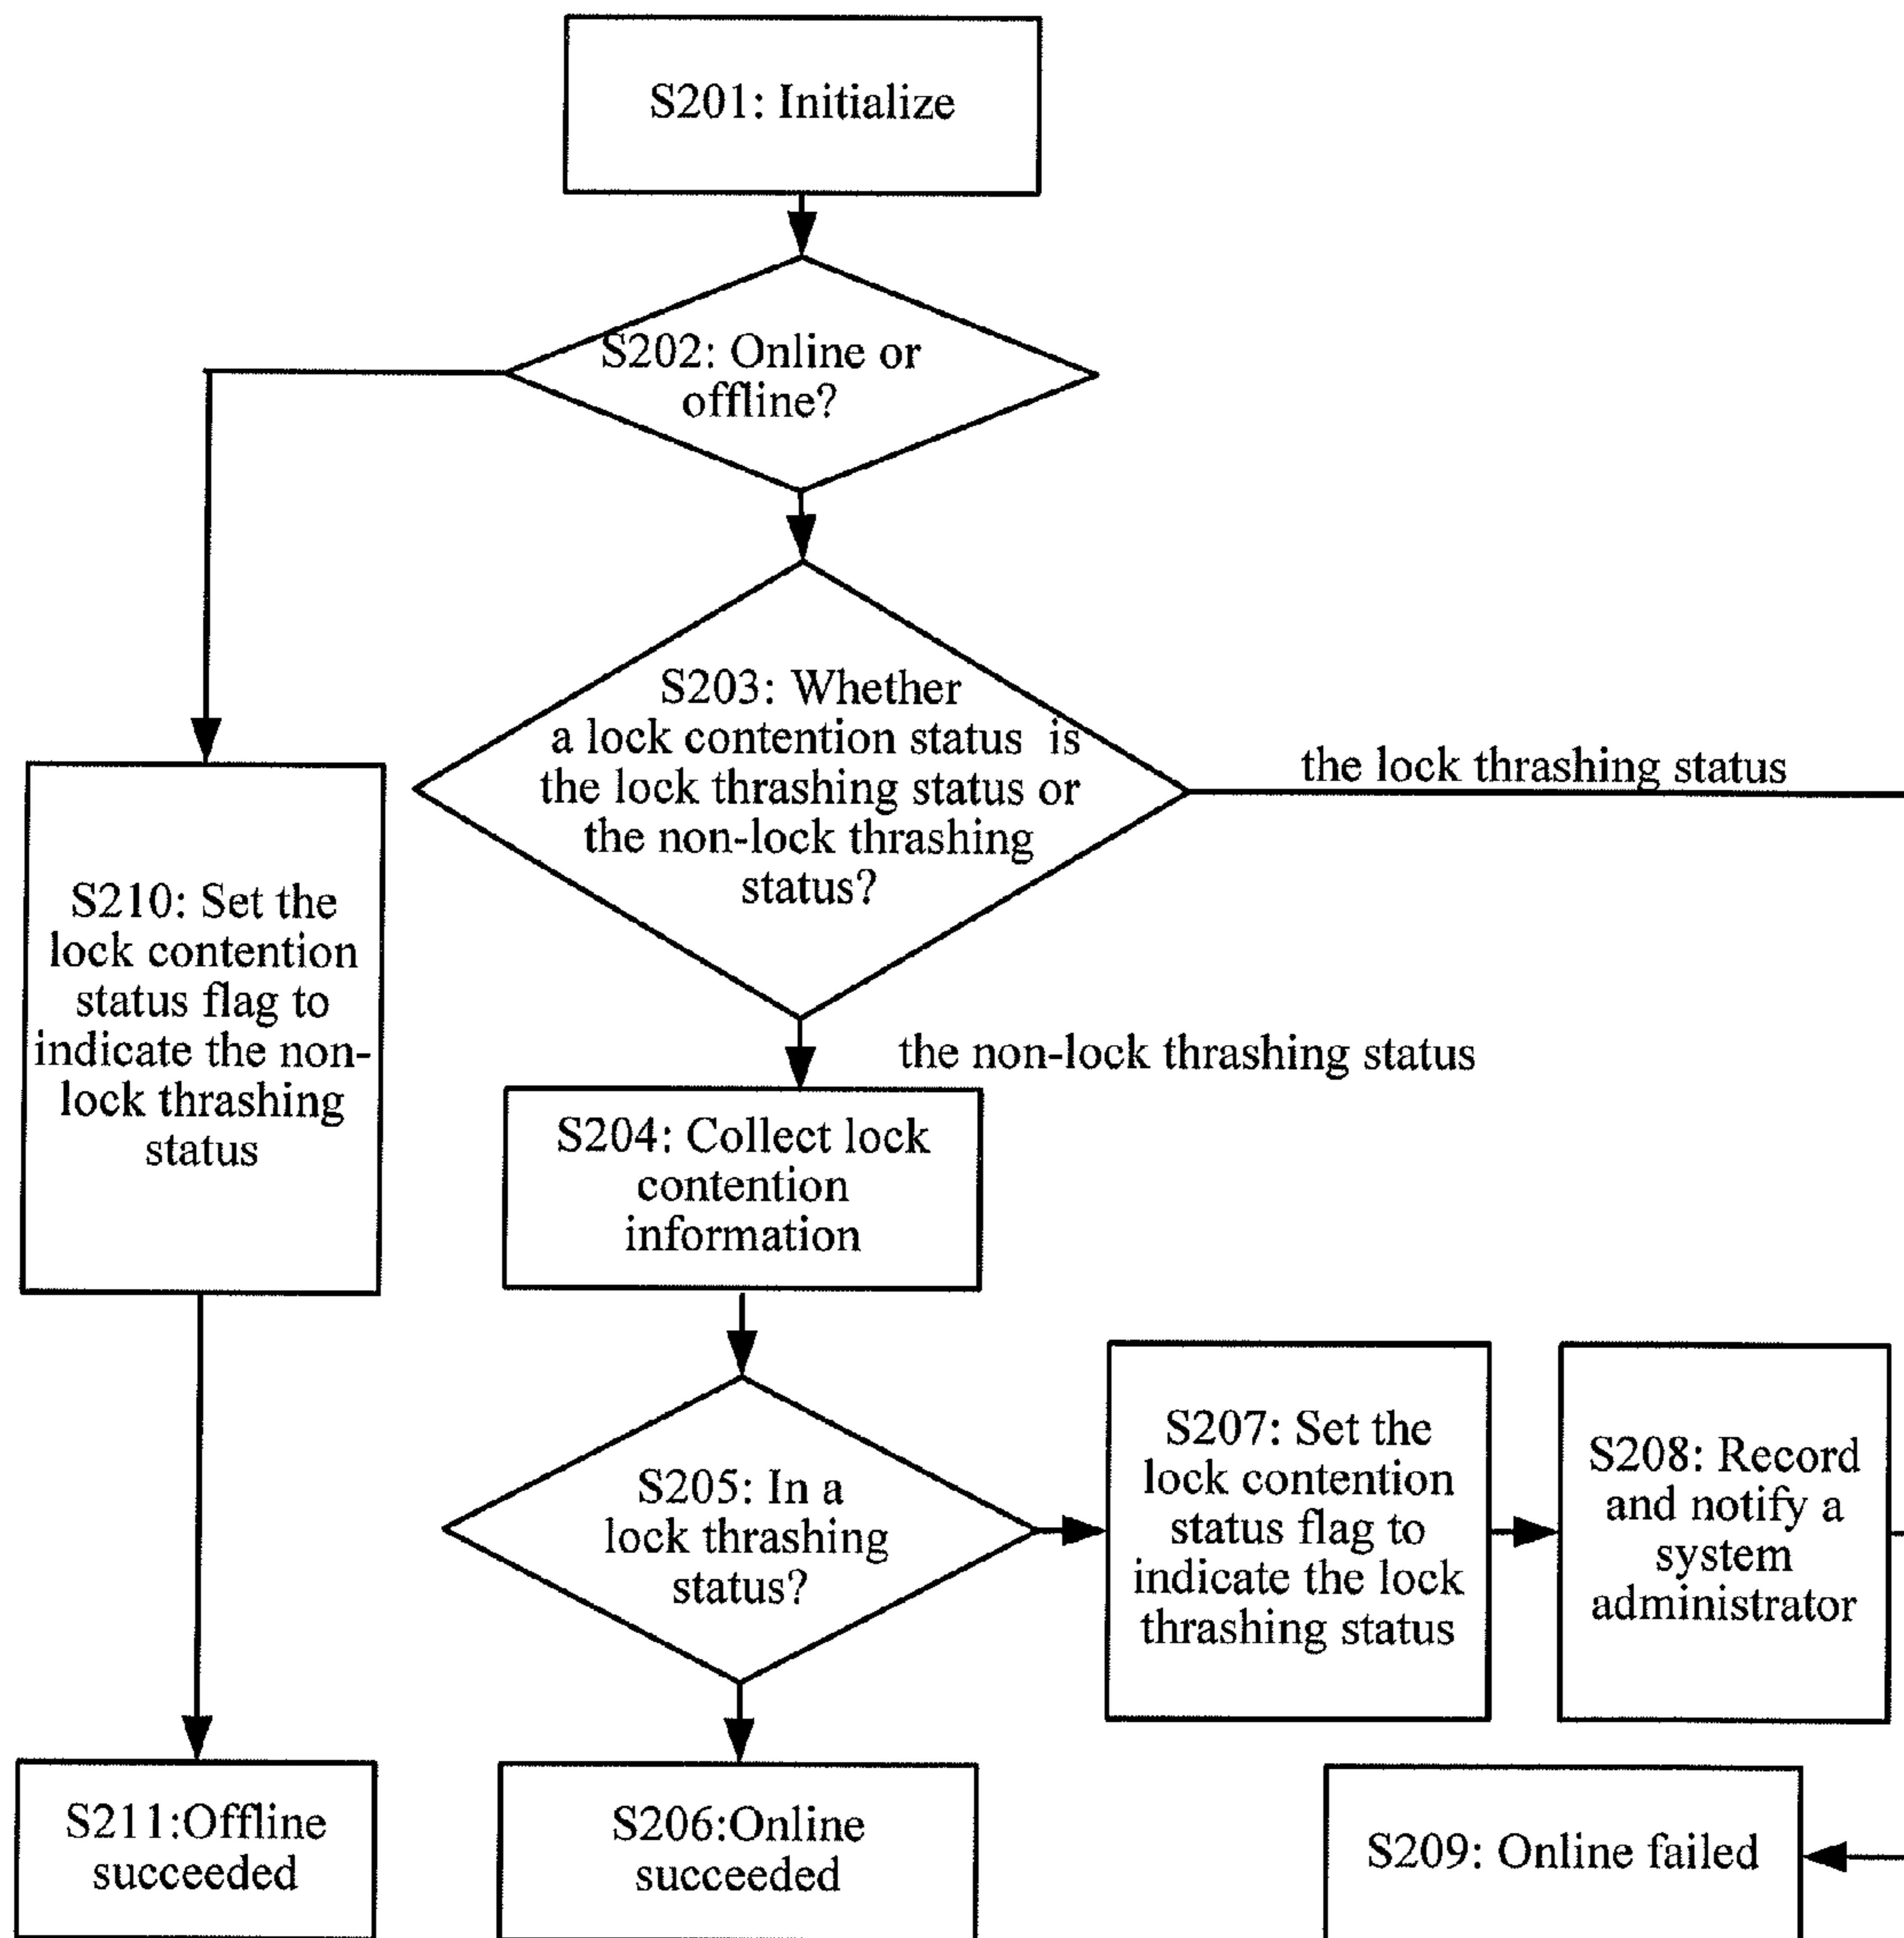 S201: Initialize
S202: Online or
offline?
S203: Whether
a lock contention status is
the lock thrashing status or
the non-lock thrashing
status?
the lock thrashing status
the non-lock thrashing status
S210: Set the
lock contention
status flag to
indicate the non-
lock thrashing
status
S204: Collect lock
contention
information
S205: In a
lock thrashing
status?
S207: Set the
lock contention
status flag to
indicate the lock
thrashing status
S208: Record
and notify a
system
administrator
S211:Offline
succeeded
S206:Online
succeeded
S209: Online failed